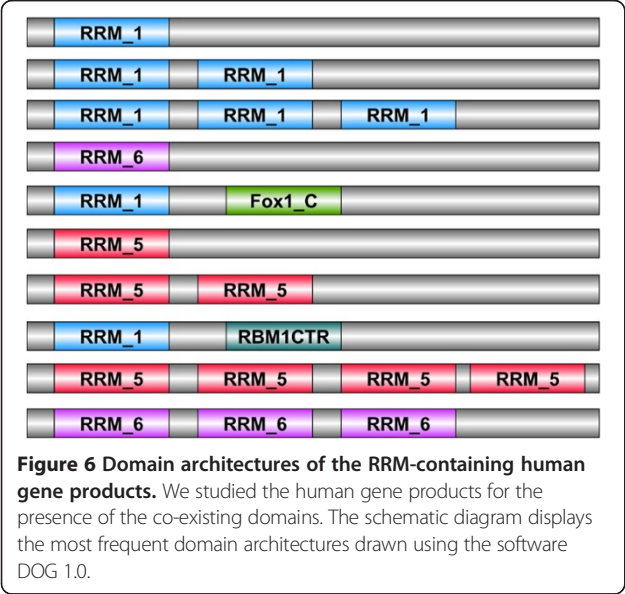 RRM_1
RRM_1 RRM_1
RRM_1 RRM_1 RRM_1
RRM_6
RRM_1 Fox1_C
RRM_5
RRM_5 RRM_5
RRM_1 RBM1CTR
RRM_5 RRM_5 RRM_5 RRM_5
RRM_6 RRM_6 RRM_6
Figure 6 Domain architectures of the RRM-containing human
gene products. We studied the human gene products for the
presence of the co-existing domains. The schematic diagram displays
the most frequent domain architectures drawn using the software
DOG 1.0.